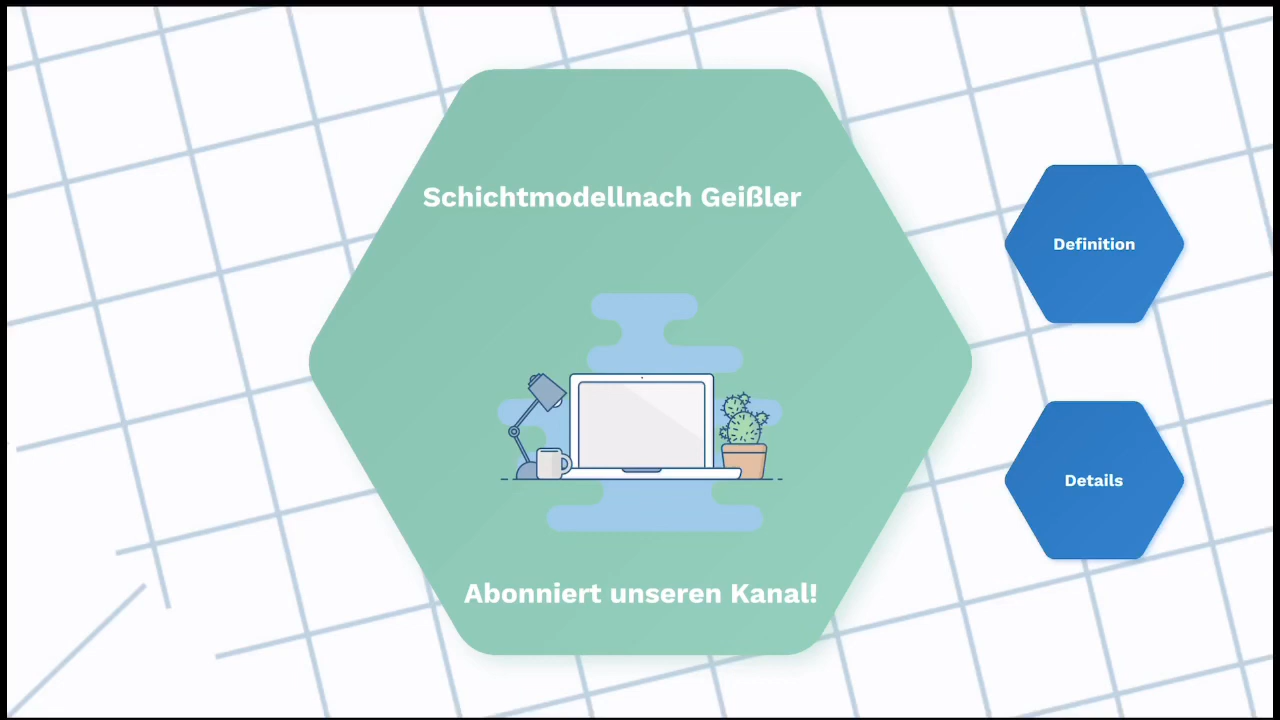 Schichtmodellnach Geißler
Definition
Details
Abonniert unseren Kanal!